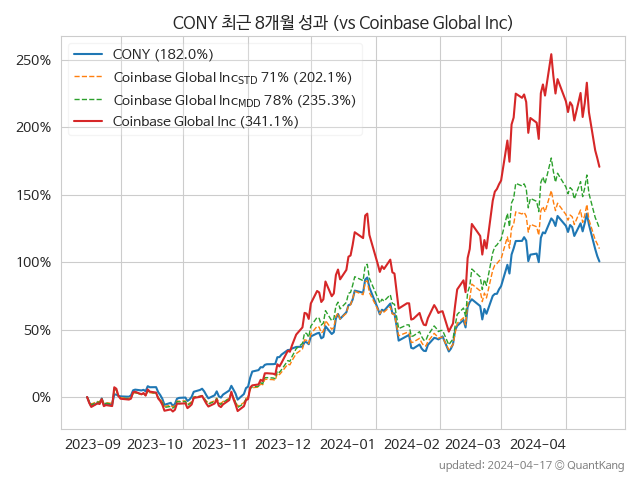 CONY 최근 8개월 성과 (vs Coinbase Global Inc)
CONY (182.0%)
Coinbase Global IncSTD 71% (202.1%)
Coinbase Global IncMDD 78% (235.3%)
Coinbase Global Inc (341.1%)
250%
200%
150%
100%
50%
0%
2023-09 2023-10 2023-11 2023-12 2024-01 2024-02 2024-03 2024-04
updated: 2024-04-17 © QuantKang